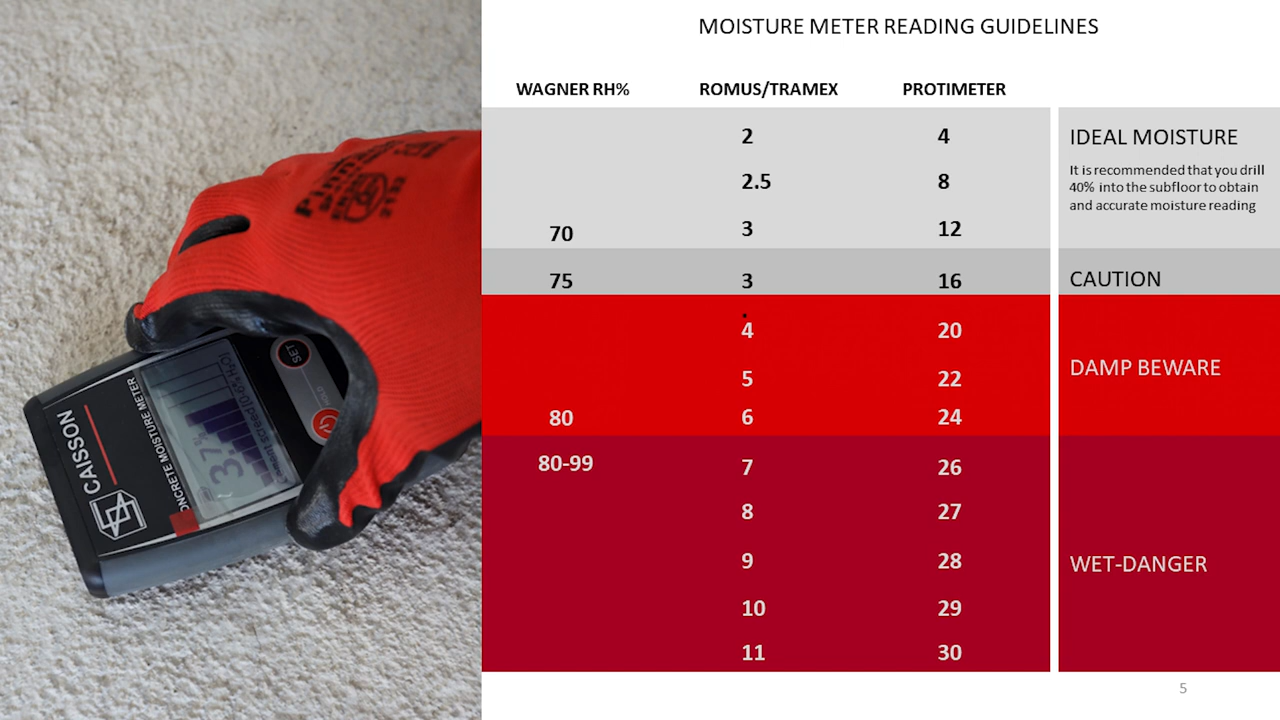 MOISTURE METER READING GUIDELINES
WAGNER RH% ROMUS/TRAMEX PROTIMETER
2 4
2.5 8
70 3 12
IDEAL MOISTURE
It is recommended that you drill
40% into the subfloor to obtain
and accurate moisture reading
75 3 16 CAUTION
.
4 20
5 22
DAMP BEWARE
80 6 24
80-99 7 26
8 27
9 28
WET-DANGER
10 29
11 30
5
CAISSON
ONCRETE MOISTURE METER
SET